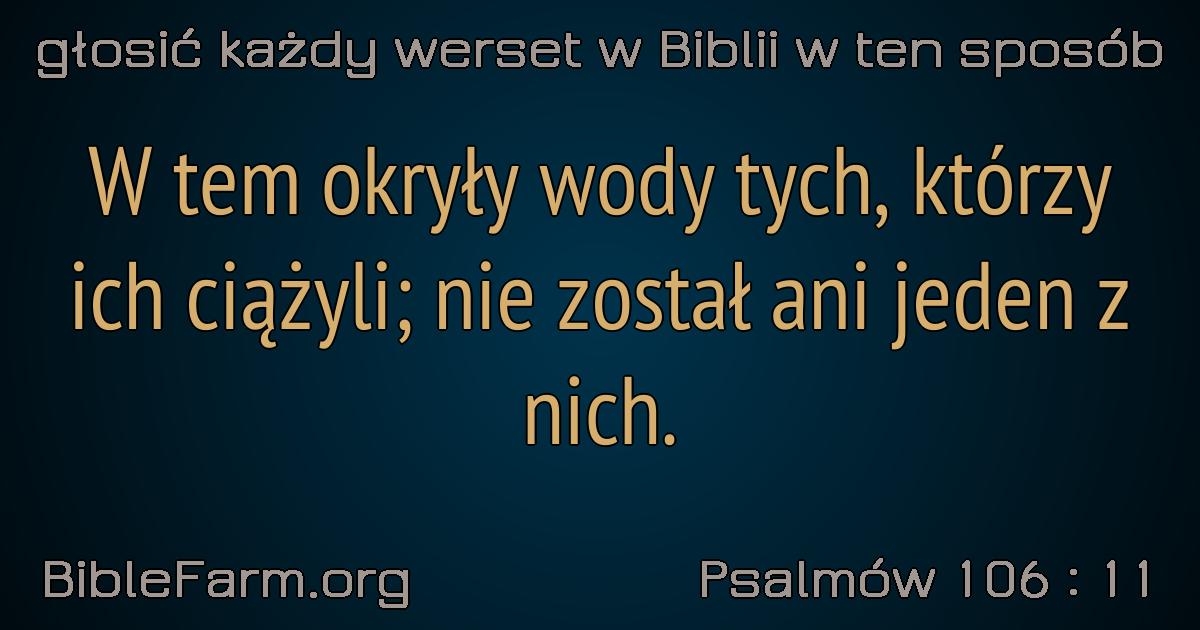 głosić każdy werset w Biblii w ten sposób
W tem okryły wody tych, którzy
ich ciążyli; nie został ani jeden z
nich.
BibleFarm.org
Psalmów 106 : 11